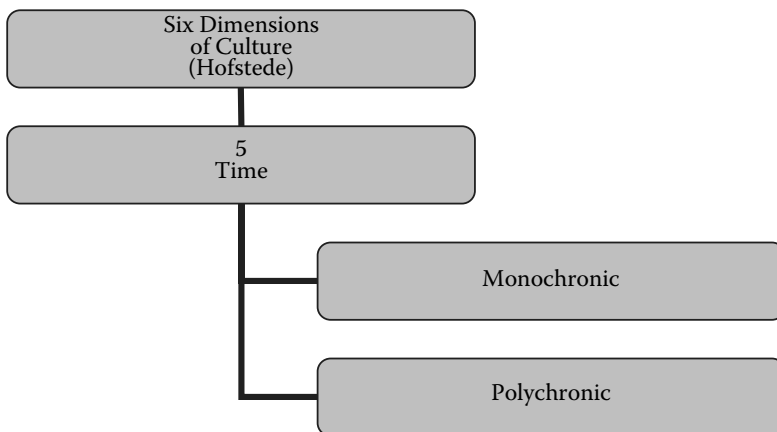 Six Dimensions
of Culture
(Hofstede)
5
Time
Monochronic
Polychronic